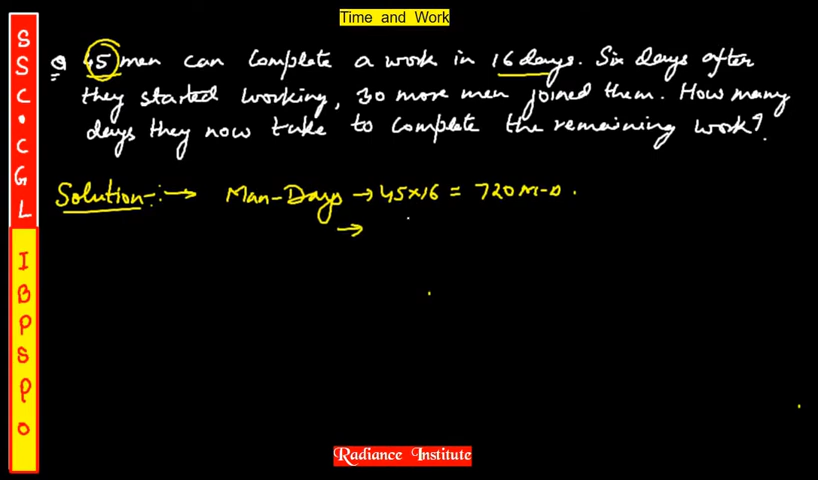 Time and Work
S
S
C
.
C
G
L
I
B
P
S
P
O
Q 45 men can complete a work in 16 days. Six days after
they started working, 30 more men joined them. How many
days they now take to complete the remaining work?
Solution-:→ Man-Days → 45×16 = 720 M-D.
→
Radiance Institute